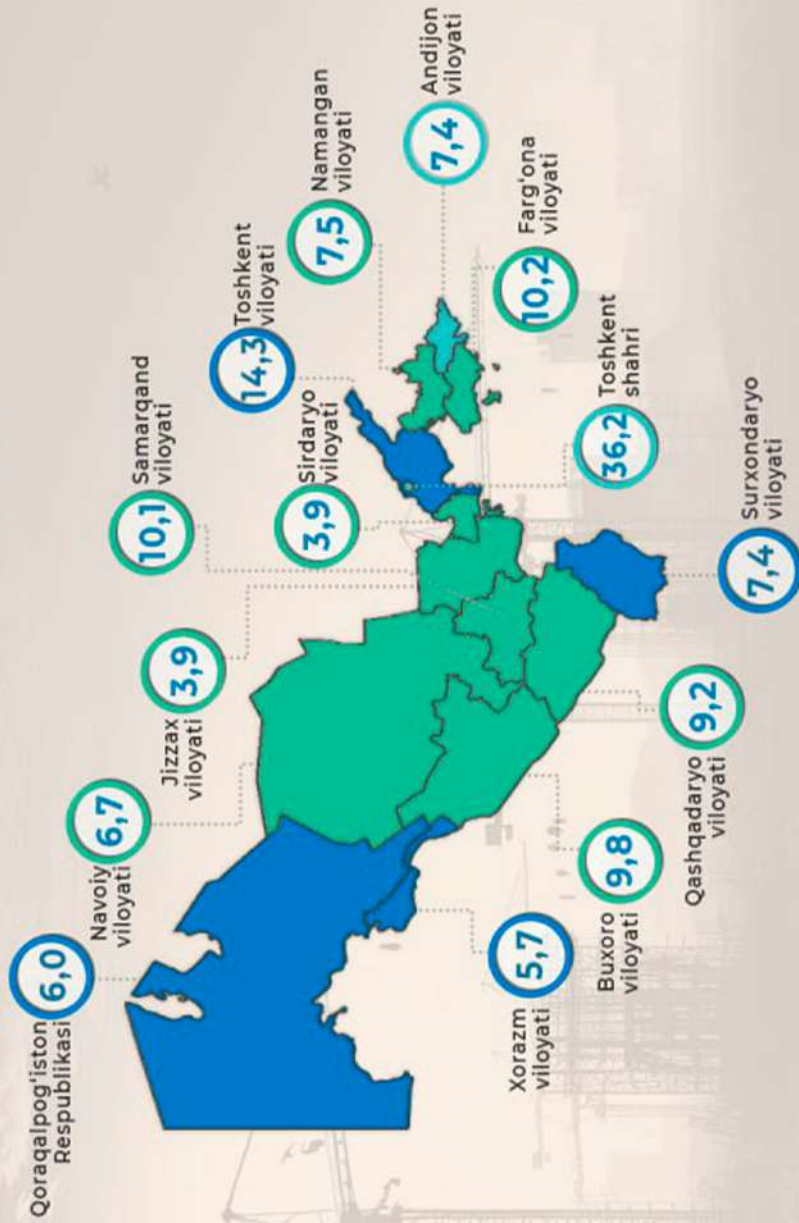 Qoraqalpog'iston
Respublikasi
6,0
Navoiy
viloyati
6,7
Jizzax
viloyati
3,9
Samarqand
viloyati
10,1
Sirdaryo
viloyati
3,9
Toshkent
viloyati
14,3
Namangan
viloyati
7,5
Andijon
viloyati
7,4
Farg'ona
viloyati
10,2
Toshkent
shahri
36,2
Surxondaryo
viloyati
7,4
Qashqadaryo
viloyati
9,2
Buxoro
viloyati
9,8
Xorazm
viloyati
5,7